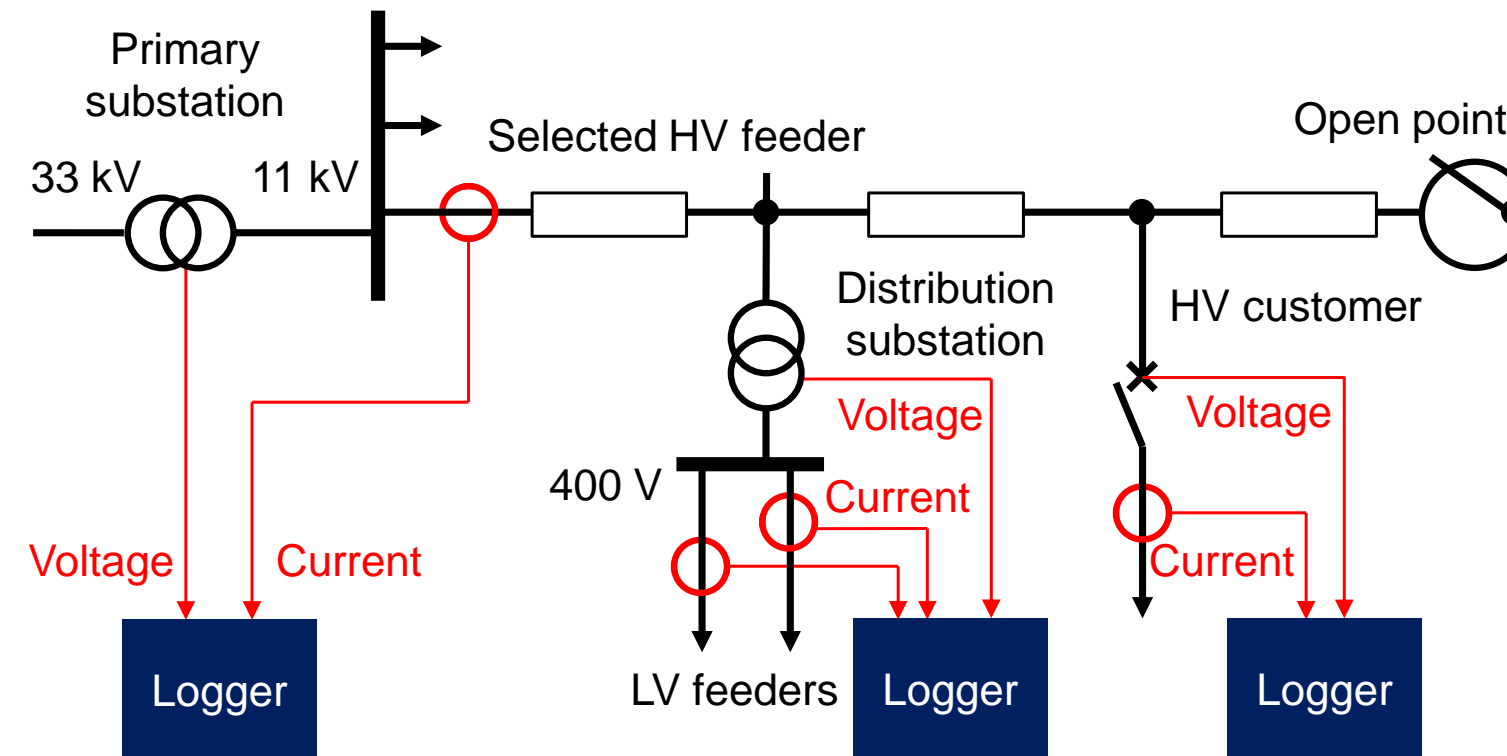 Primary
substation
Open point
Selected HV feeder
33 kV
11 kV
Distribution
substation
HV customer
Voltage
Voltage
400 V
Current
Voltage
Current
Current
Logger
LV feeders
Logger
Logger